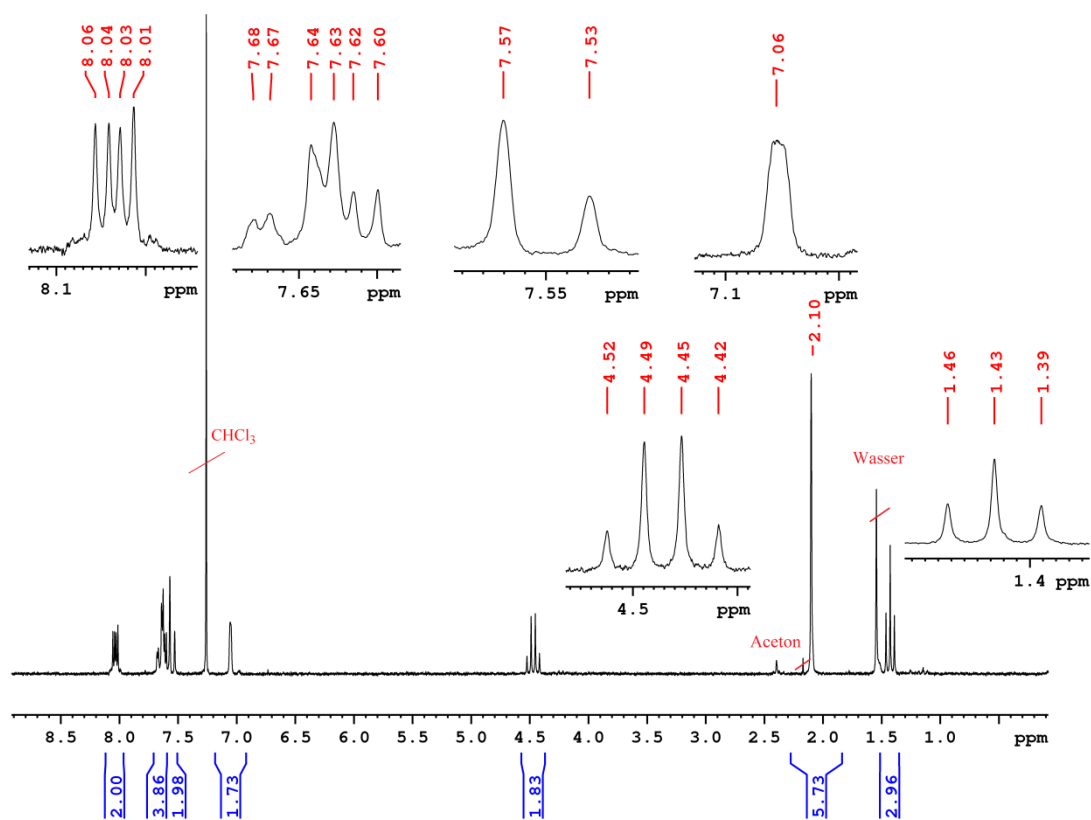 8.06
8.04
8.03
8.01
7.68
7.67
7.64
7.63
7.62
7.60
7.57
7.53
7.06
8.1 ppm
7.65 ppm
7.55 ppm
7.1 ppm
2.10
4.52
4.49
4.45
4.42
1.46
1.43
1.39
CHCl₃
Wasser
4.5 ppm
1.4 ppm
Aceton
8.5 8.0 7.5 7.0 6.5 6.0 5.5 5.0 4.5 4.0 3.5 3.0 2.5 2.0 1.5 1.0 ppm
2.00
3.86
1.98
1.73
1.83
5.73
2.96